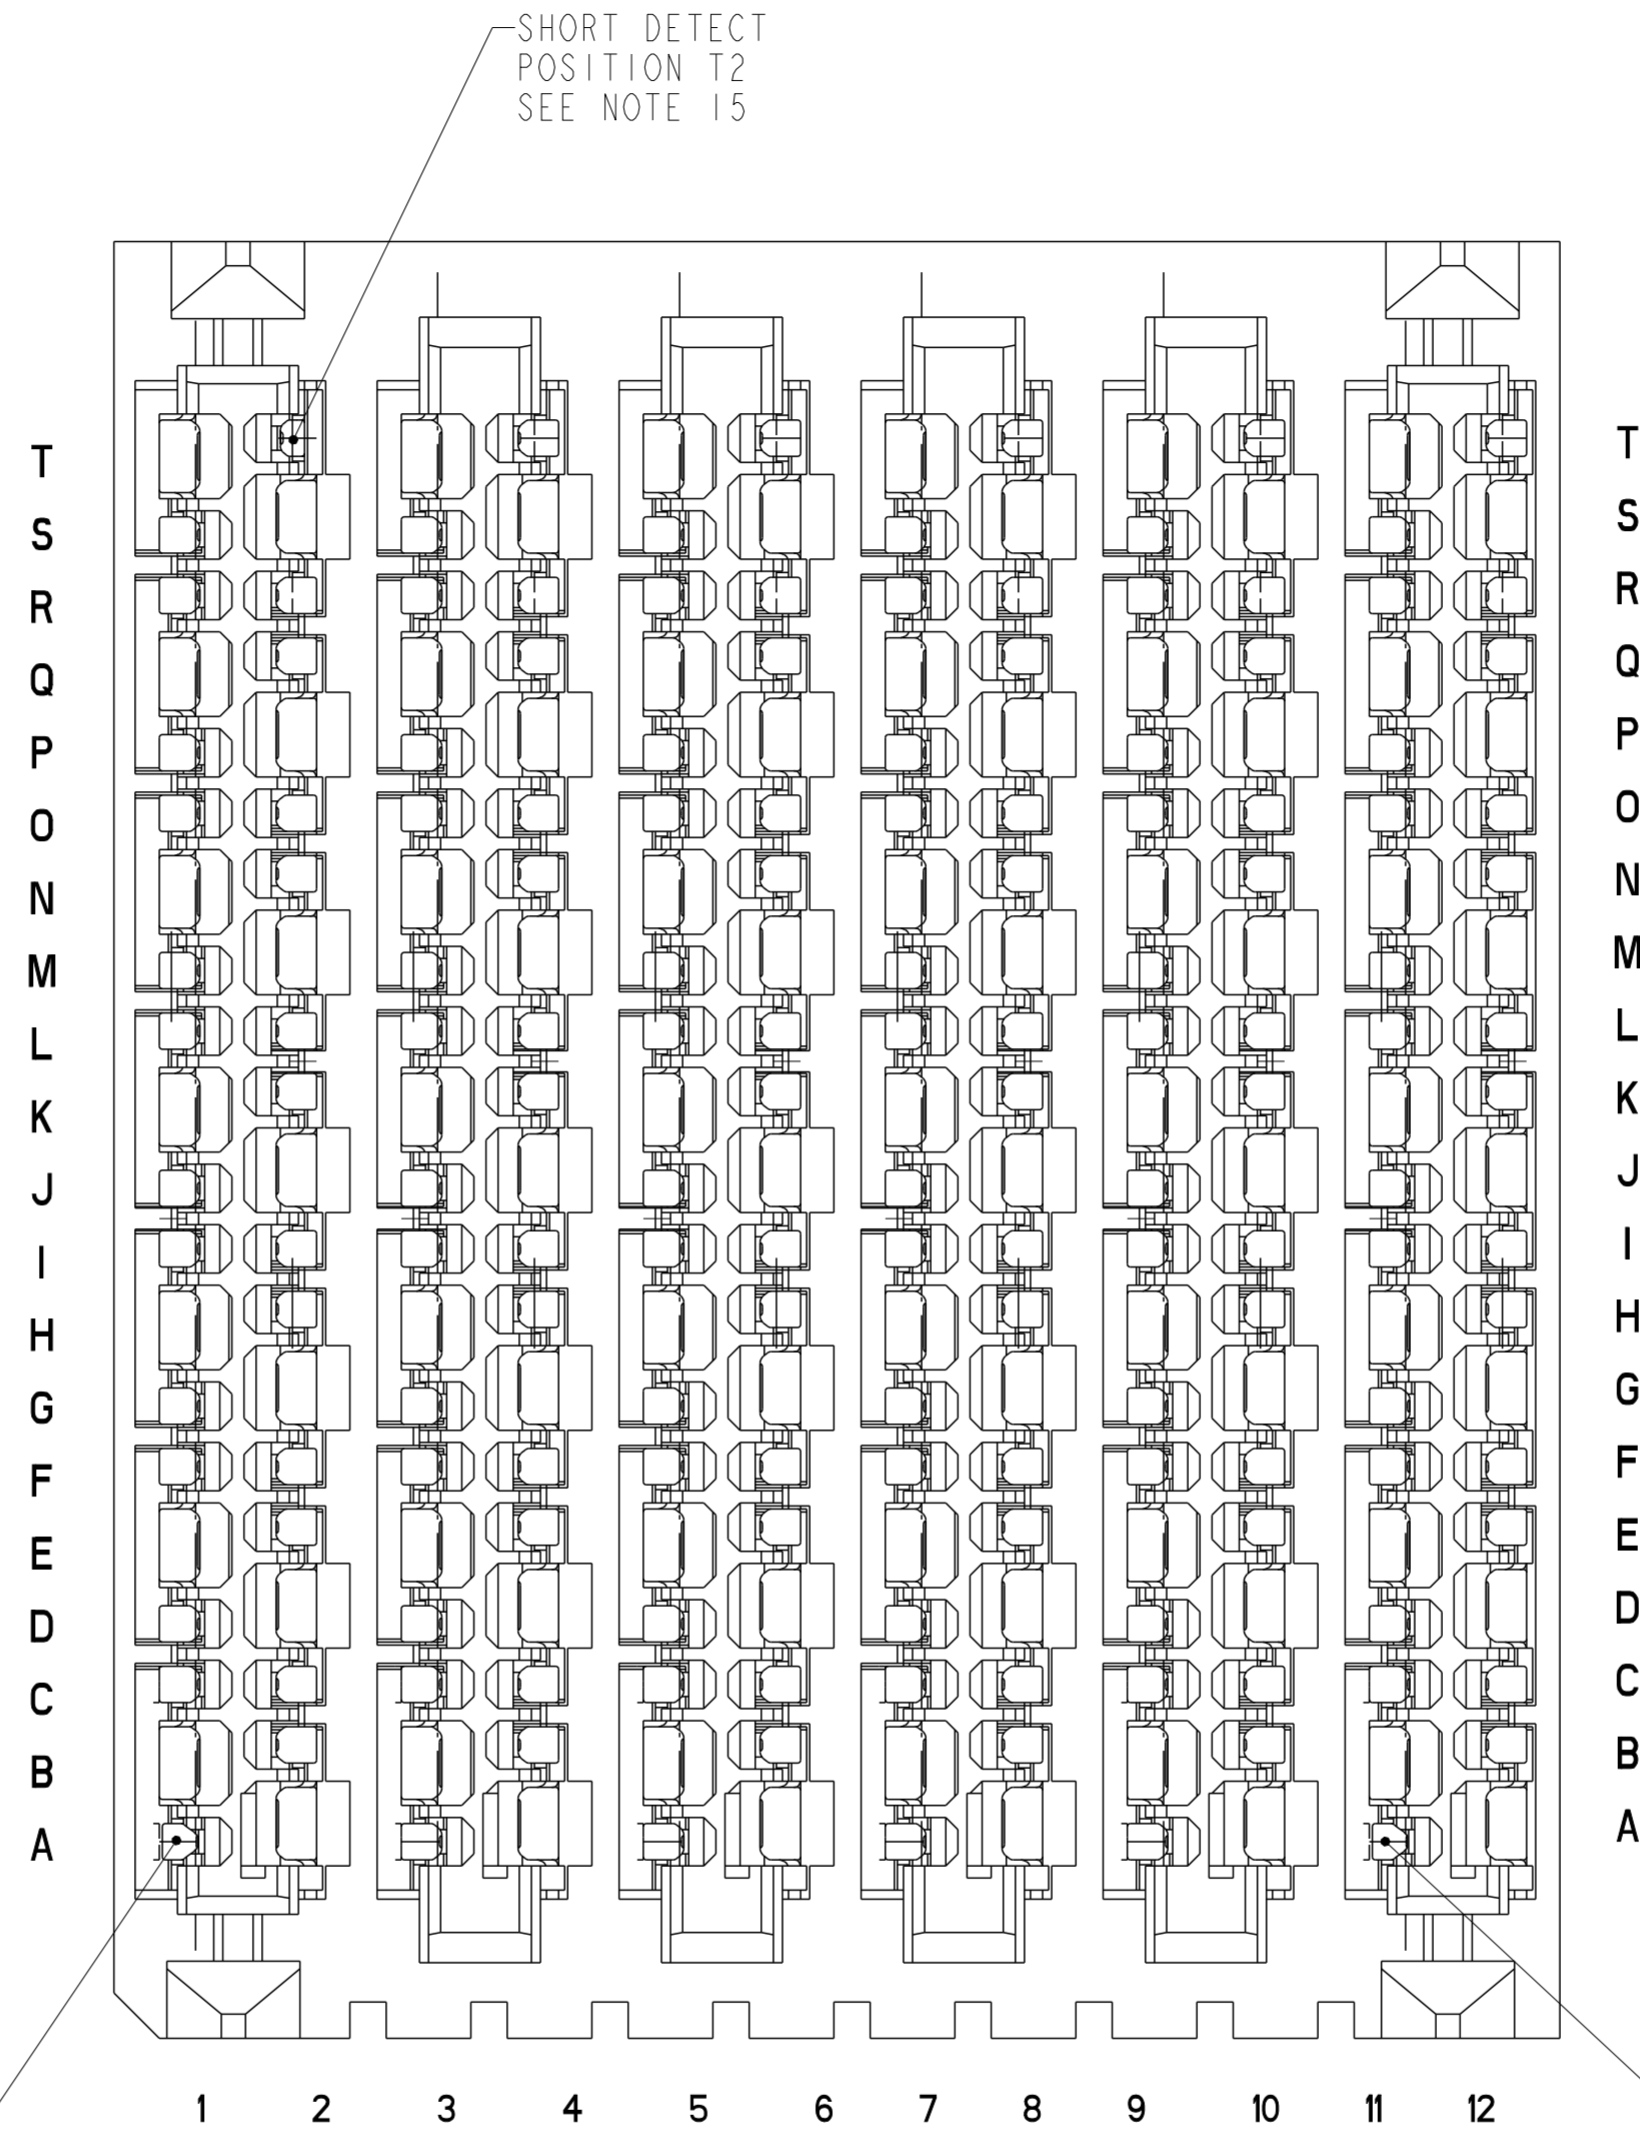 SHORT DETECT
POSITION T2
SEE NOTE 15
T T
S S
R R
Q Q
P P
O O
N N
M M
L L
K K
J J
I I
H H
G G
F F
E E
D D
C C
B B
A A
1 2 3 4 5 6 7 8 9 10 11 12